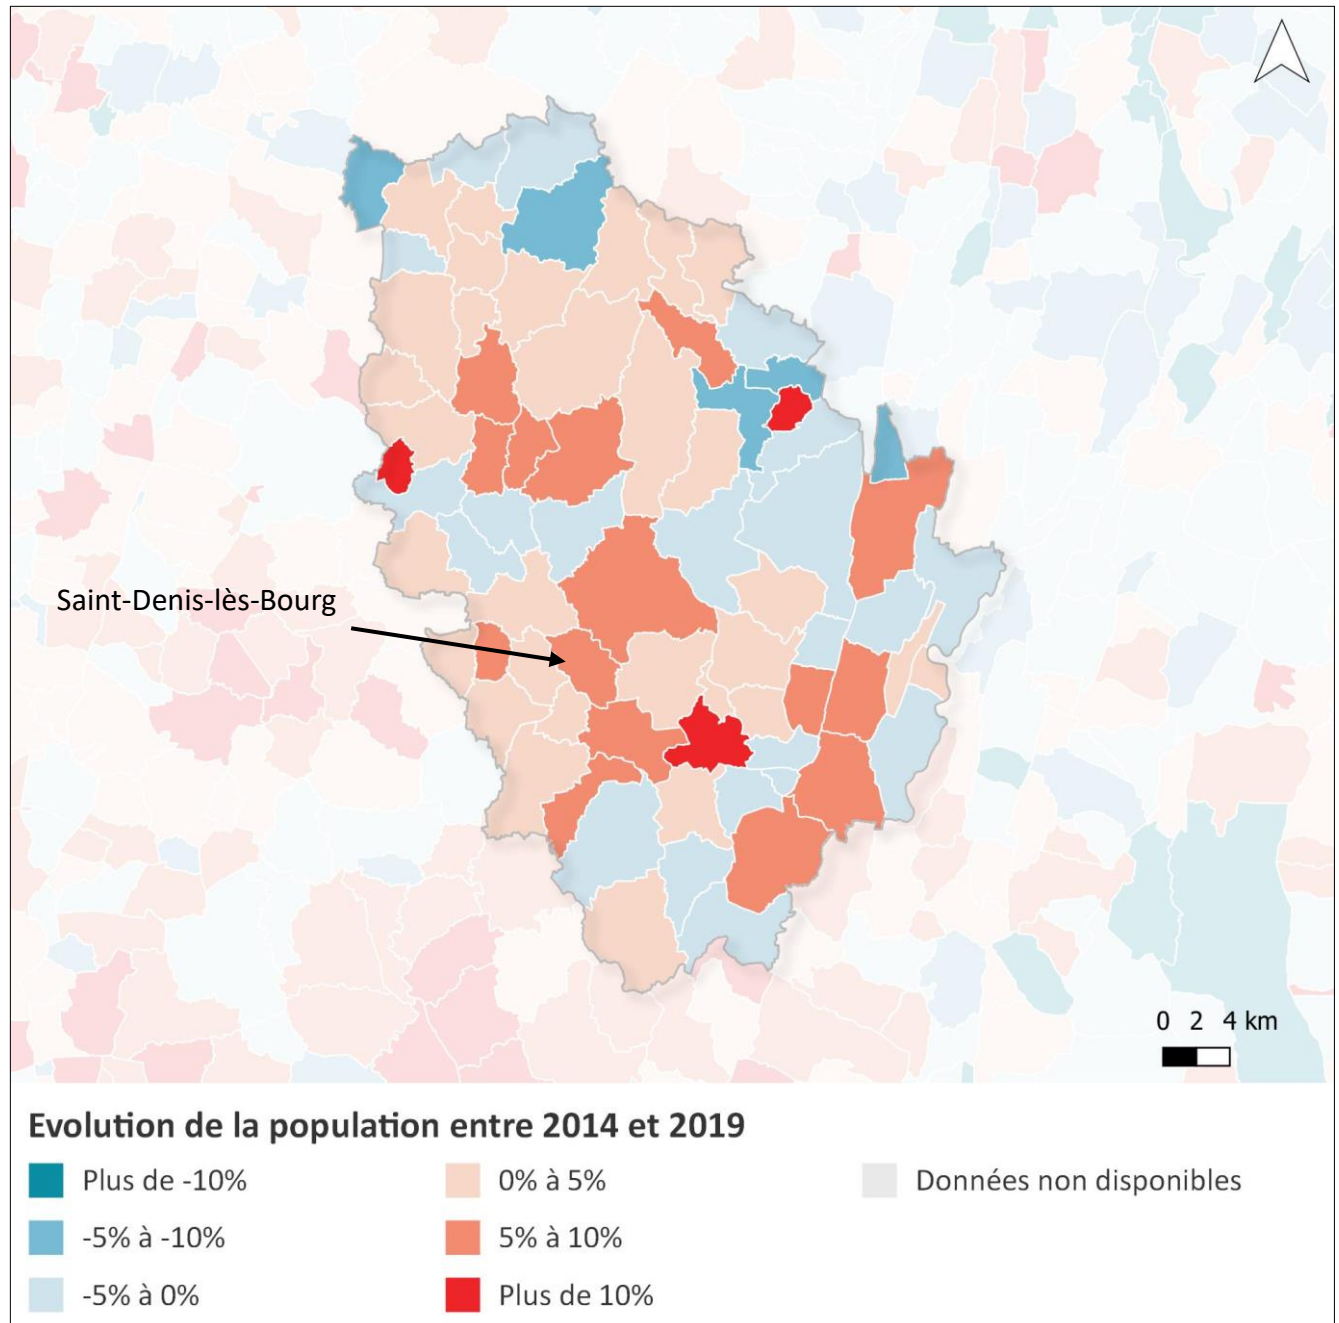 Saint-Denis-lès-Bourg
0 2 4 km
Evolution de la population entre 2014 et 2019
Plus de -10%
0% à 5%
Données non disponibles
-5% à -10%
5% à 10%
-5% à 0%
Plus de 10%